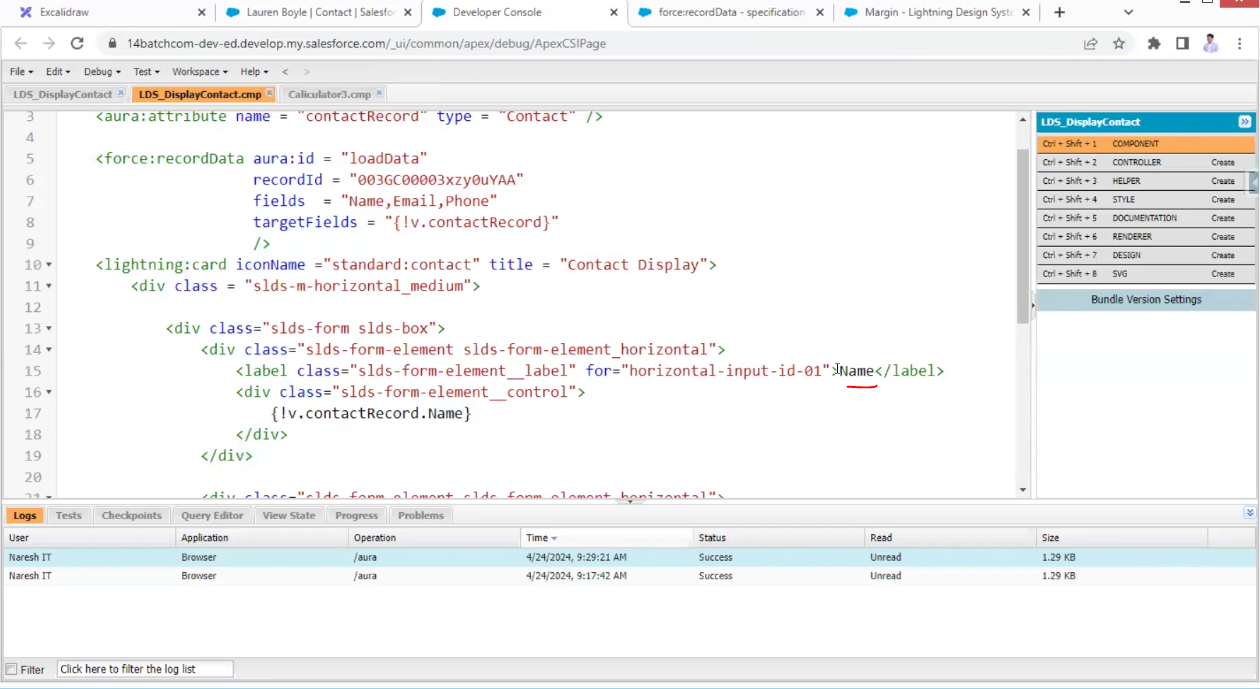 Excalidraw
Lauren Boyle | Contact | Salesfo
Developer Console
force:recordData - specification
Margin - Lightning Design Syste
14batchcom-dev-ed.develop.my.salesforce.com/_ui/common/apex/debug/ApexCSIPage
File Edit Debug Test Workspace Help < >
LDS_DisplayContact LDS_DisplayContact.cmp Caliculator3.cmp
3 <aura:attribute name = "contactRecord" type = "Contact" />
4
5 <force:recordData aura:id = "loadData"
6 recordId = "003GC00003xzy0uYAA"
7 fields = "Name,Email,Phone"
8 targetFields = "{!v.contactRecord}"
9 />
10 <lightning:card iconName ="standard:contact" title = "Contact Display">
11 <div class = "slds-m-horizontal_medium">
12
13 <div class="slds-form slds-box">
14 <div class="slds-form-element slds-form-element_horizontal">
15 <label class="slds-form-element__label" for="horizontal-input-id-01">Name</label>
16 <div class="slds-form-element__control">
17 {!v.contactRecord.Name}
18 </div>
19 </div>
20
21 <div class="slds-form-element slds-form-element_horizontal">
LDS_DisplayContact
Ctrl + Shift + 1 COMPONENT
Ctrl + Shift + 2 CONTROLLER Create
Ctrl + Shift + 3 HELPER Create
Ctrl + Shift + 4 STYLE Create
Ctrl + Shift + 5 DOCUMENTATION Create
Ctrl + Shift + 6 RENDERER Create
Ctrl + Shift + 7 DESIGN Create
Ctrl + Shift + 8 SVG Create
Bundle Version Settings
Logs Tests Checkpoints Query Editor View State Progress Problems
User Application Operation Time Status Read Size
Naresh IT Browser /aura 4/24/2024, 9:29:21 AM Success Unread 1.29 KB
Naresh IT Browser /aura 4/24/2024, 9:17:42 AM Success Unread 1.29 KB
Filter Click here to filter the log list